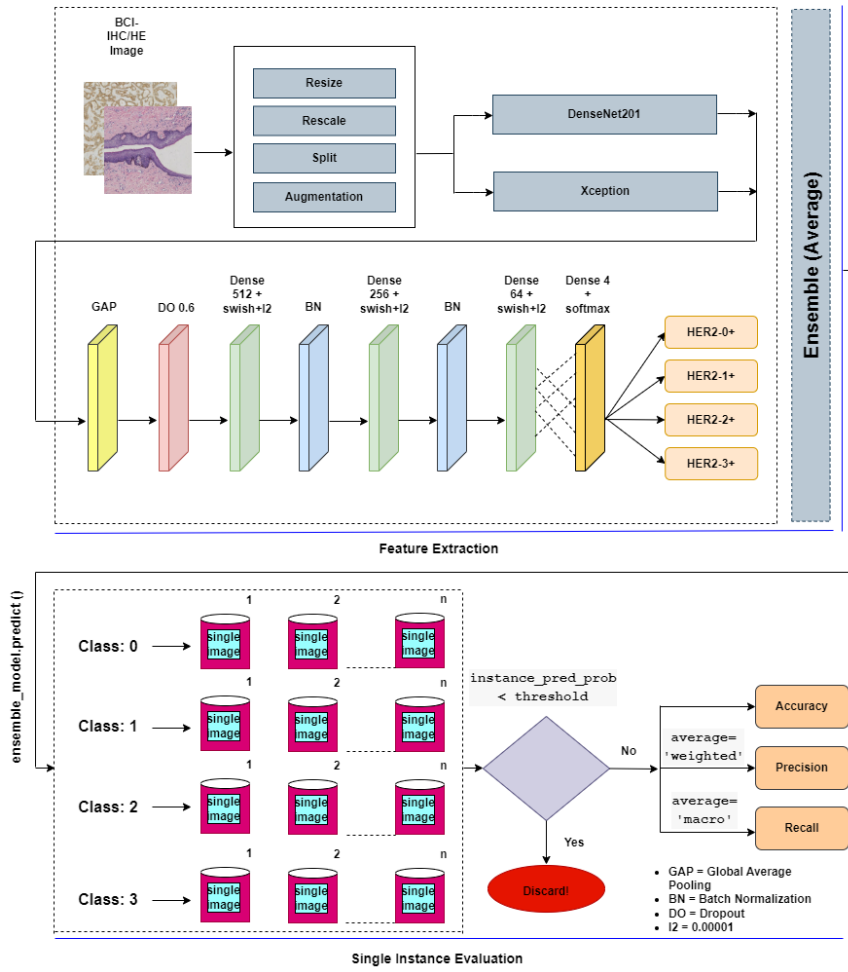 BCI-
IHC/HE
Image
Resize
Rescale
Split
Augmentation
DenseNet201
Xception
Ensemble (Average)
GAP
DO 0.6
Dense
512 +
swish+l2
BN
Dense
256 +
swish+l2
BN
Dense
64 +
swish+l2
Dense 4
+
softmax
HER2-0+
HER2-1+
HER2-2+
HER2-3+
Feature Extraction
ensemble_model.predict ()
1
2
n
Class: 0
single
image
single
image
single
image
1
2
n
Class: 1
single
image
single
image
single
image
1
2
n
Class: 2
single
image
single
image
single
image
1
2
n
Class: 3
single
image
single
image
single
image
instance_pred_prob
< threshold
No
Yes
Discard!
average=
'weighted'
average=
'macro'
Accuracy
Precision
Recall
• GAP = Global Average
Pooling
• BN = Batch Normalization
• DO = Dropout
• l2 = 0.00001
Single Instance Evaluation